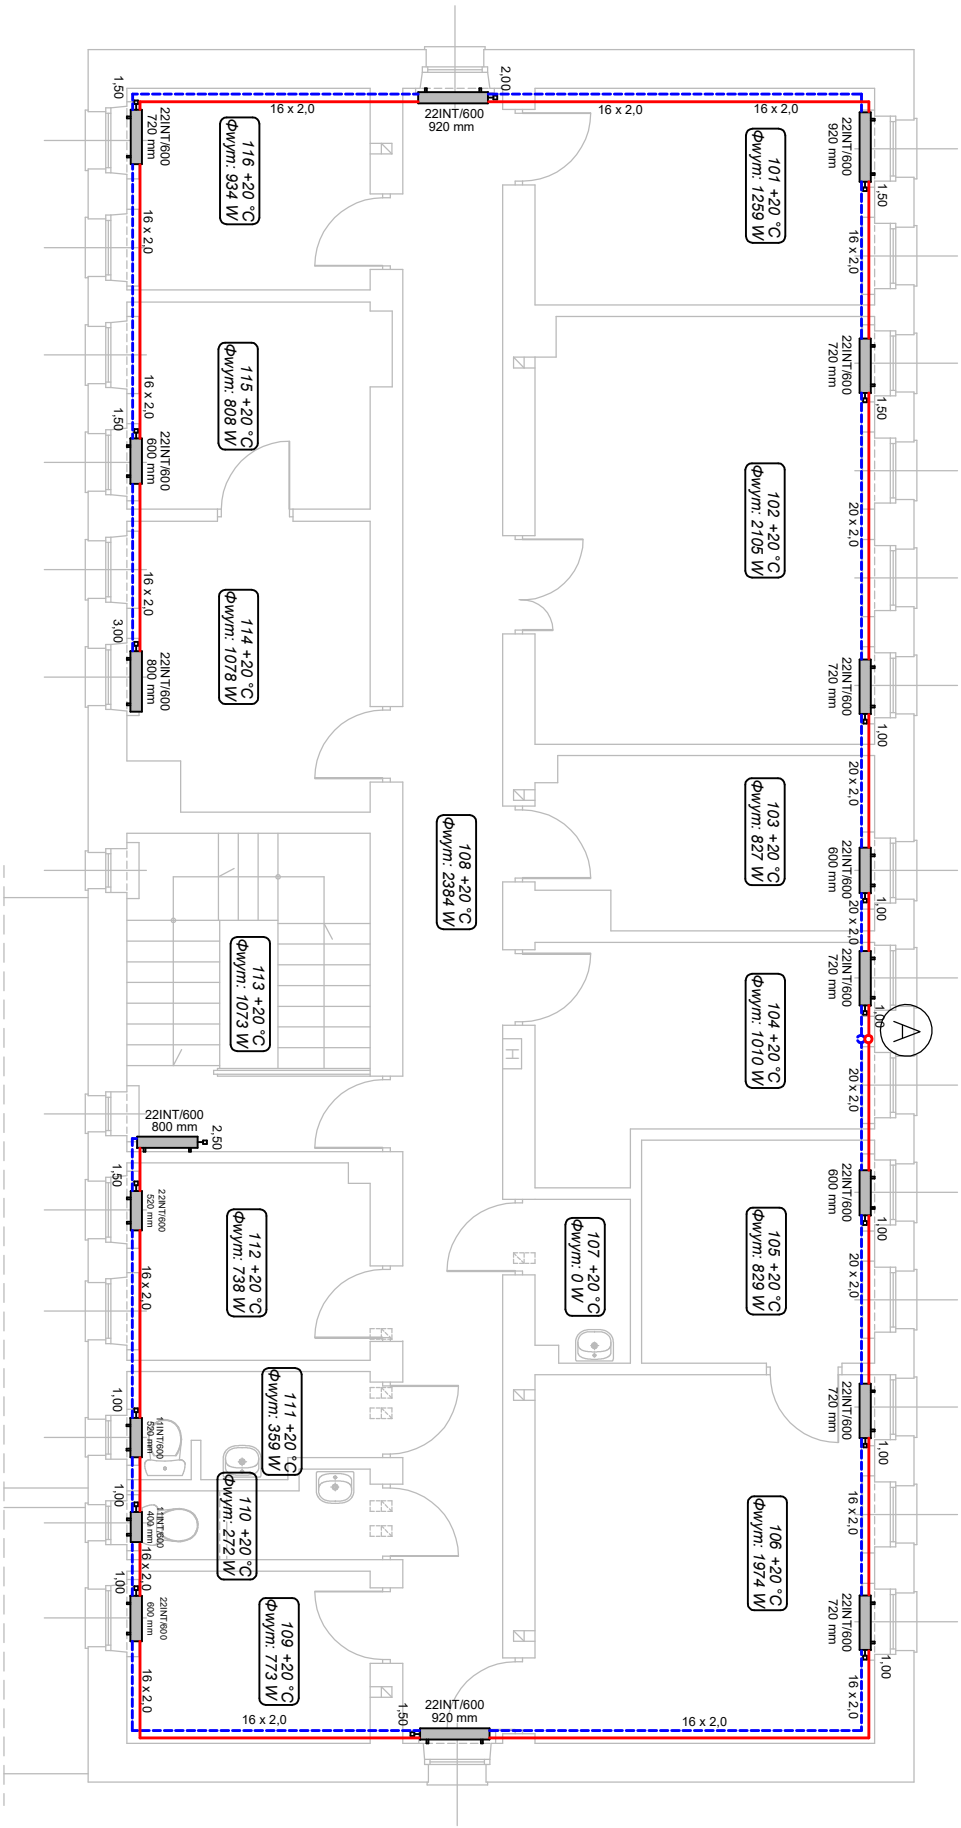 2,00
22INT/600
920 mm
16 x 2,0
16 x 2,0
16 x 2,0
1,50
22INT/600
720 mm
116 +20 °C
Φwym: 934 W
101 +20 °C
Φwym: 1259 W
22INT/600
920 mm
1,50
16 x 2,0
16 x 2,0
115 +20 °C
Φwym: 808 W
22INT/600
720 mm
1,50
16 x 2,0
1,50
22INT/600
600 mm
102 +20 °C
Φwym: 2105 W
20 x 2,0
16 x 2,0
114 +20 °C
Φwym: 1078 W
3,00
22INT/600
800 mm
22INT/600
720 mm
1,00
20 x 2,0
103 +20 °C
Φwym: 827 W
108 +20 °C
Φwym: 2384 W
22INT/600
600 mm
1,00
20 x 2,0
113 +20 °C
Φwym: 1073 W
104 +20 °C
Φwym: 1010 W
22INT/600
720 mm
1,00
A
H
20 x 2,0
22INT/600
800 mm
2,50
1,50
22INT/600
520 mm
112 +20 °C
Φwym: 738 W
107 +20 °C
Φwym: 0 W
105 +20 °C
Φwym: 829 W
22INT/600
600 mm
1,00
20 x 2,0
16 x 2,0
111 +20 °C
Φwym: 359 W
1,00
11INT/600
520 mm
22INT/600
720 mm
1,00
110 +20 °C
Φwym: 272 W
1,00
11INT/600
400 mm
16 x 2,0
106 +20 °C
Φwym: 1974 W
16 x 2,0
1,00
22INT/600
600 mm
109 +20 °C
Φwym: 773 W
22INT/600
720 mm
1,00
16 x 2,0
16 x 2,0
16 x 2,0
1,50
22INT/600
920 mm
16 x 2,0